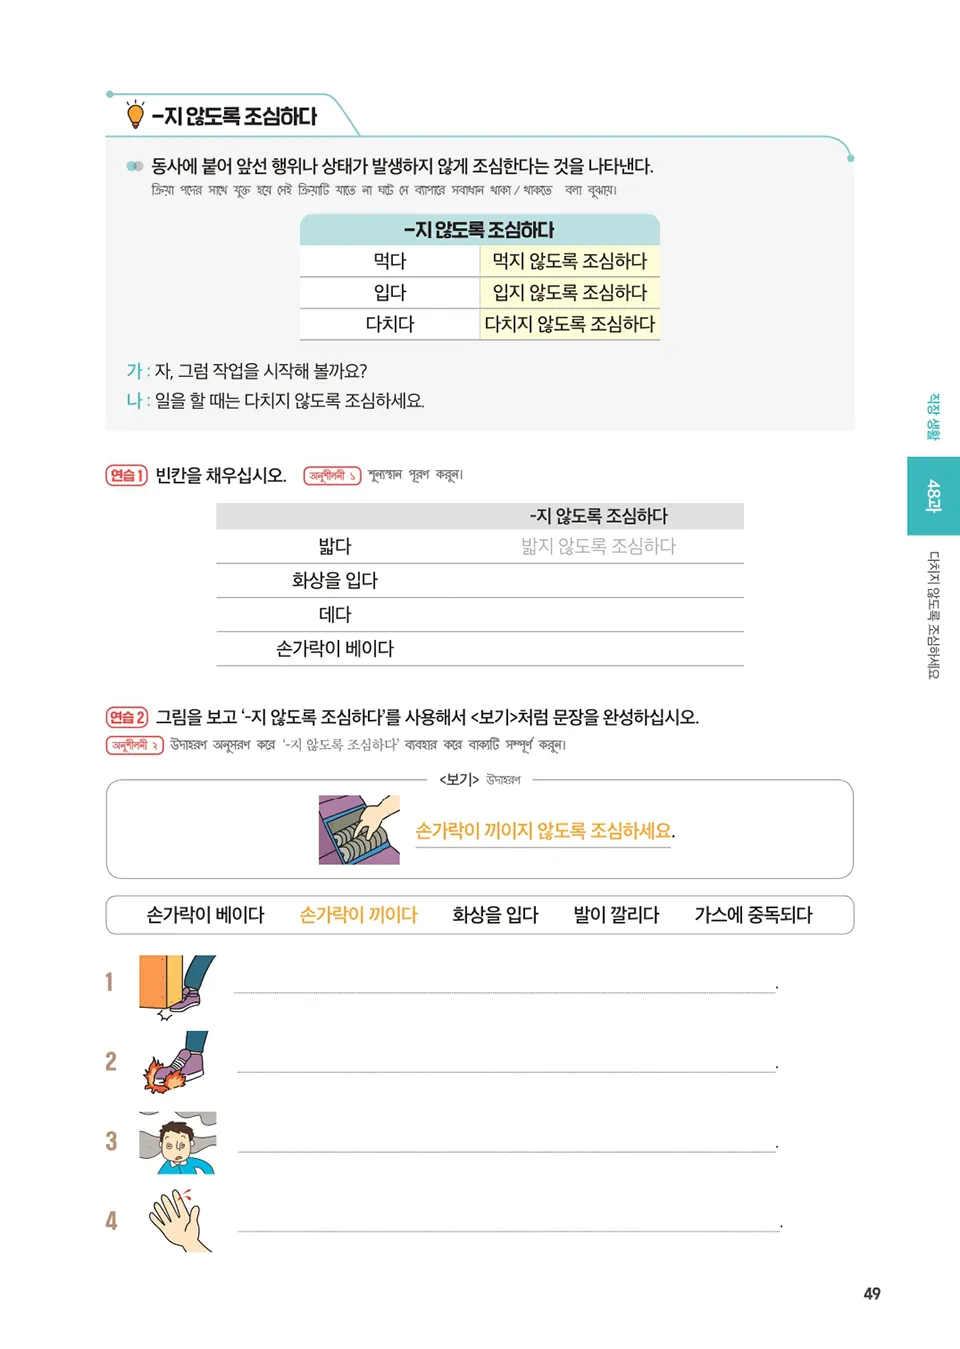 -지 않도록 조심하다
동사에 붙어 앞선 행위나 상태가 발생하지 않게 조심한다는 것을 나타낸다.
ক্রিয়া পদের সাথে যুক্ত হয়ে সেই ক্রিয়াটি যাতে না ঘটে সে ব্যাপারে সবাধান থাকা / থাকতে বলা বুঝায়।
-지 않도록 조심하다
먹다 먹지 않도록 조심하다
입다 입지 않도록 조심하다
다치다 다치지 않도록 조심하다
가 : 자, 그럼 작업을 시작해 볼까요?
나 : 일을 할 때는 다치지 않도록 조심하세요.
연습 1 빈칸을 채우십시오. অনুশীলনী ১ শূন্যস্থান পূরণ করুন।
-지 않도록 조심하다
밟다 밟지 않도록 조심하다
화상을 입다
데다
손가락이 베이다
연습 2 그림을 보고 ‘-지 않도록 조심하다’를 사용해서 <보기>처럼 문장을 완성하십시오.
অনুশীলনী ২ উদাহরণ অনুসরণ করে ‘-지 않도록 조심하다’ ব্যবহার করে বাক্যটি সম্পূর্ণ করুন।
<보기> উদাহরণ
손가락이 끼이지 않도록 조심하세요.
손가락이 베이다 손가락이 끼이다 화상을 입다 발이 깔리다 가스에 중독되다
1 .
2 .
3 .
4 .
직장 생활
48과
다치지 않도록 조심하세요
49